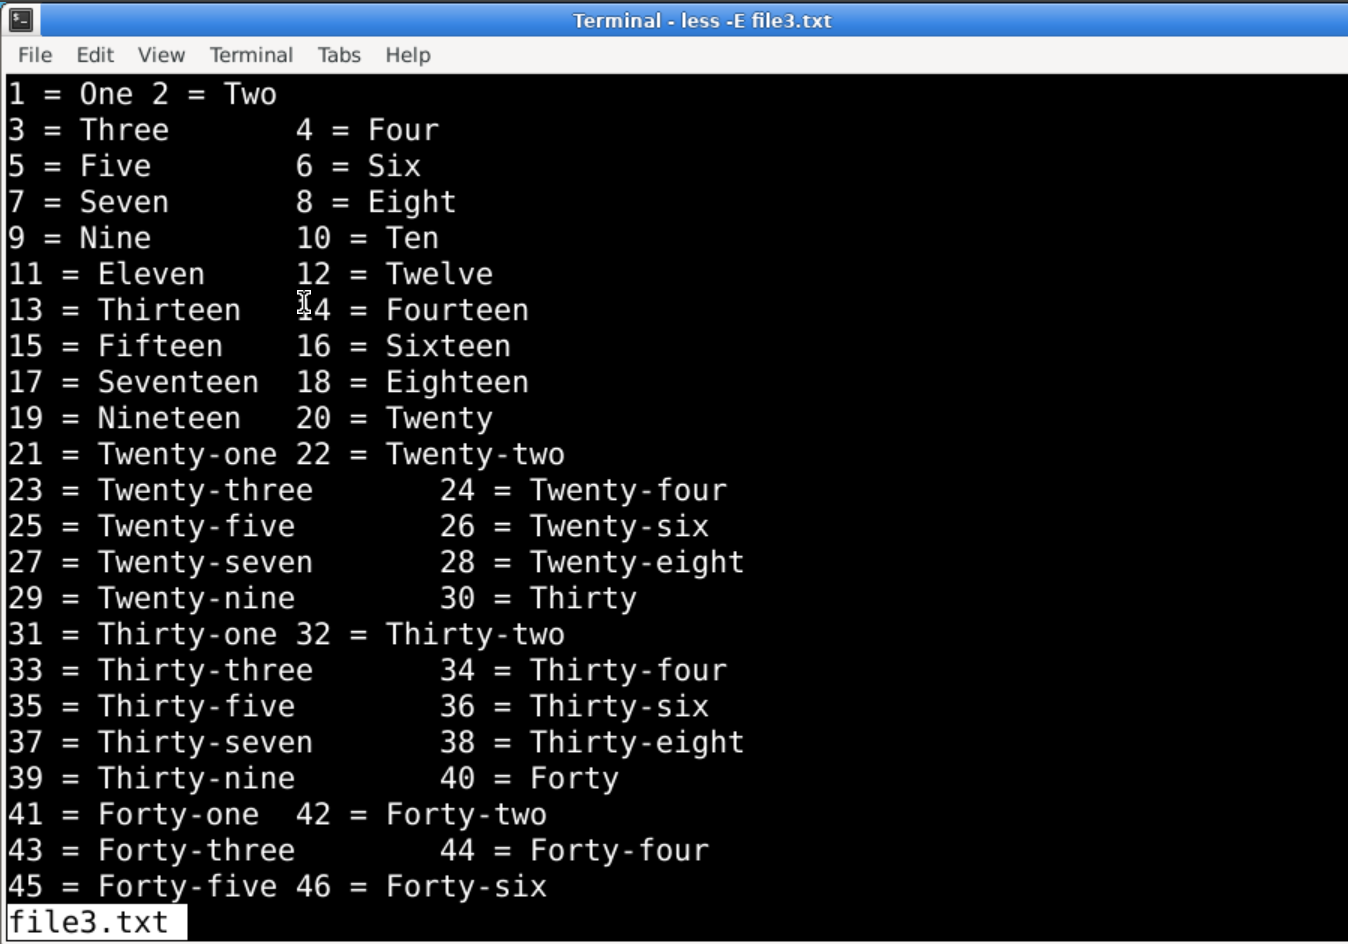 Terminal - less -E file3.txt
File Edit View Terminal Tabs Help
1 = One 2 = Two
3 = Three       4 = Four
5 = Five        6 = Six
7 = Seven       8 = Eight
9 = Nine        10 = Ten
11 = Eleven     12 = Twelve
13 = Thirteen   14 = Fourteen
15 = Fifteen    16 = Sixteen
17 = Seventeen  18 = Eighteen
19 = Nineteen   20 = Twenty
21 = Twenty-one 22 = Twenty-two
23 = Twenty-three       24 = Twenty-four
25 = Twenty-five        26 = Twenty-six
27 = Twenty-seven       28 = Twenty-eight
29 = Twenty-nine        30 = Thirty
31 = Thirty-one 32 = Thirty-two
33 = Thirty-three       34 = Thirty-four
35 = Thirty-five        36 = Thirty-six
37 = Thirty-seven       38 = Thirty-eight
39 = Thirty-nine        40 = Forty
41 = Forty-one  42 = Forty-two
43 = Forty-three        44 = Forty-four
45 = Forty-five 46 = Forty-six
file3.txt